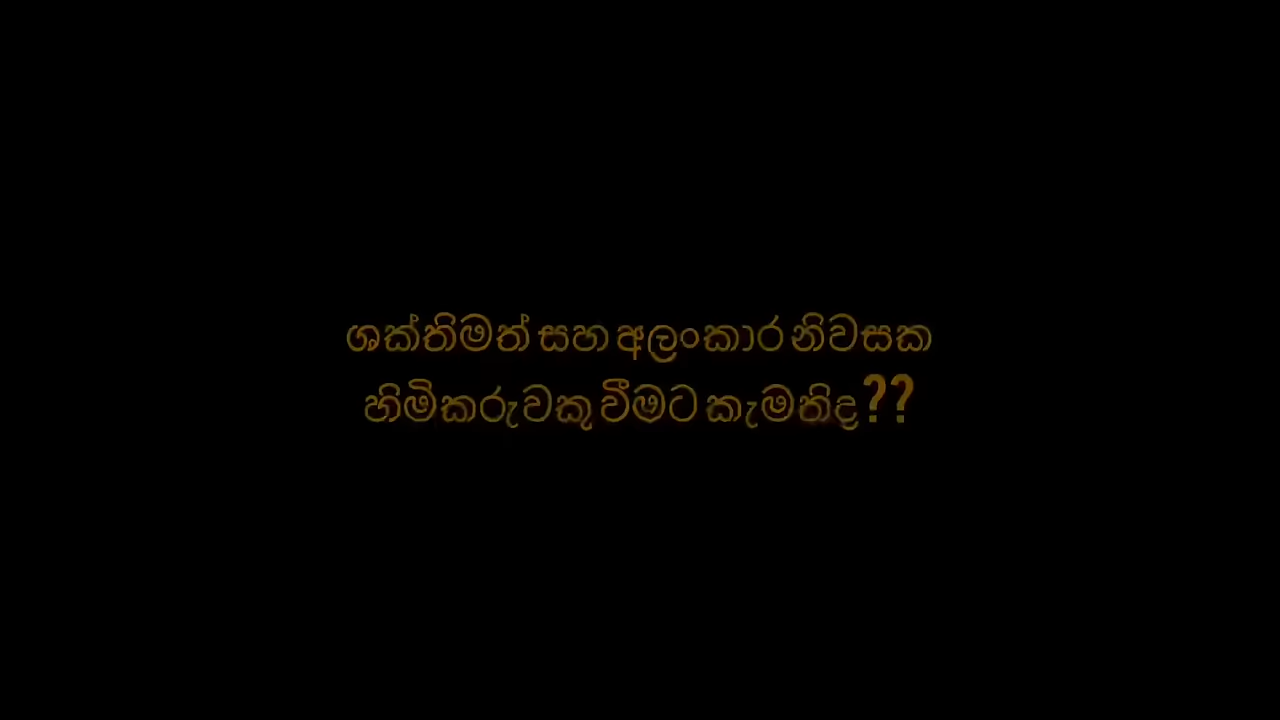 ශක්තිමත් සහ අලංකාර නිවසක
හිමිකරුවකු වීමට කැමතිද??